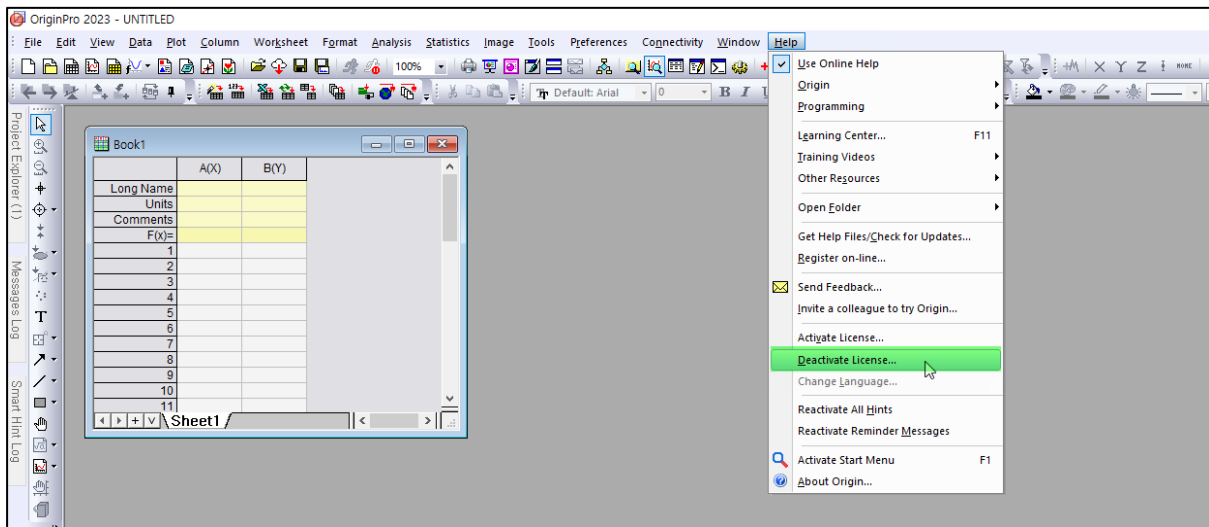 OriginPro 2023 - UNTITLED
File Edit View Data Plot Column Worksheet Format Analysis Statistics Image Tools Preferences Connectivity Window Help
100%
Default: Arial 0 B I U
X Y Z
Project Explorer (1)
Messages Log
Smart Hint Log
T
Book1
A(X) B(Y)
Long Name
Units
Comments
F(x)=
1
2
3
4
5
6
7
8
9
10
11
Sheet1
Use Online Help
Origin
Programming
Learning Center... F11
Training Videos
Other Resources
Open Folder
Get Help Files/Check for Updates...
Register on-line...
Send Feedback...
Invite a colleague to try Origin...
Activate License...
Deactivate License...
Change Language...
Reactivate All Hints
Reactivate Reminder Messages
Activate Start Menu F1
About Origin...